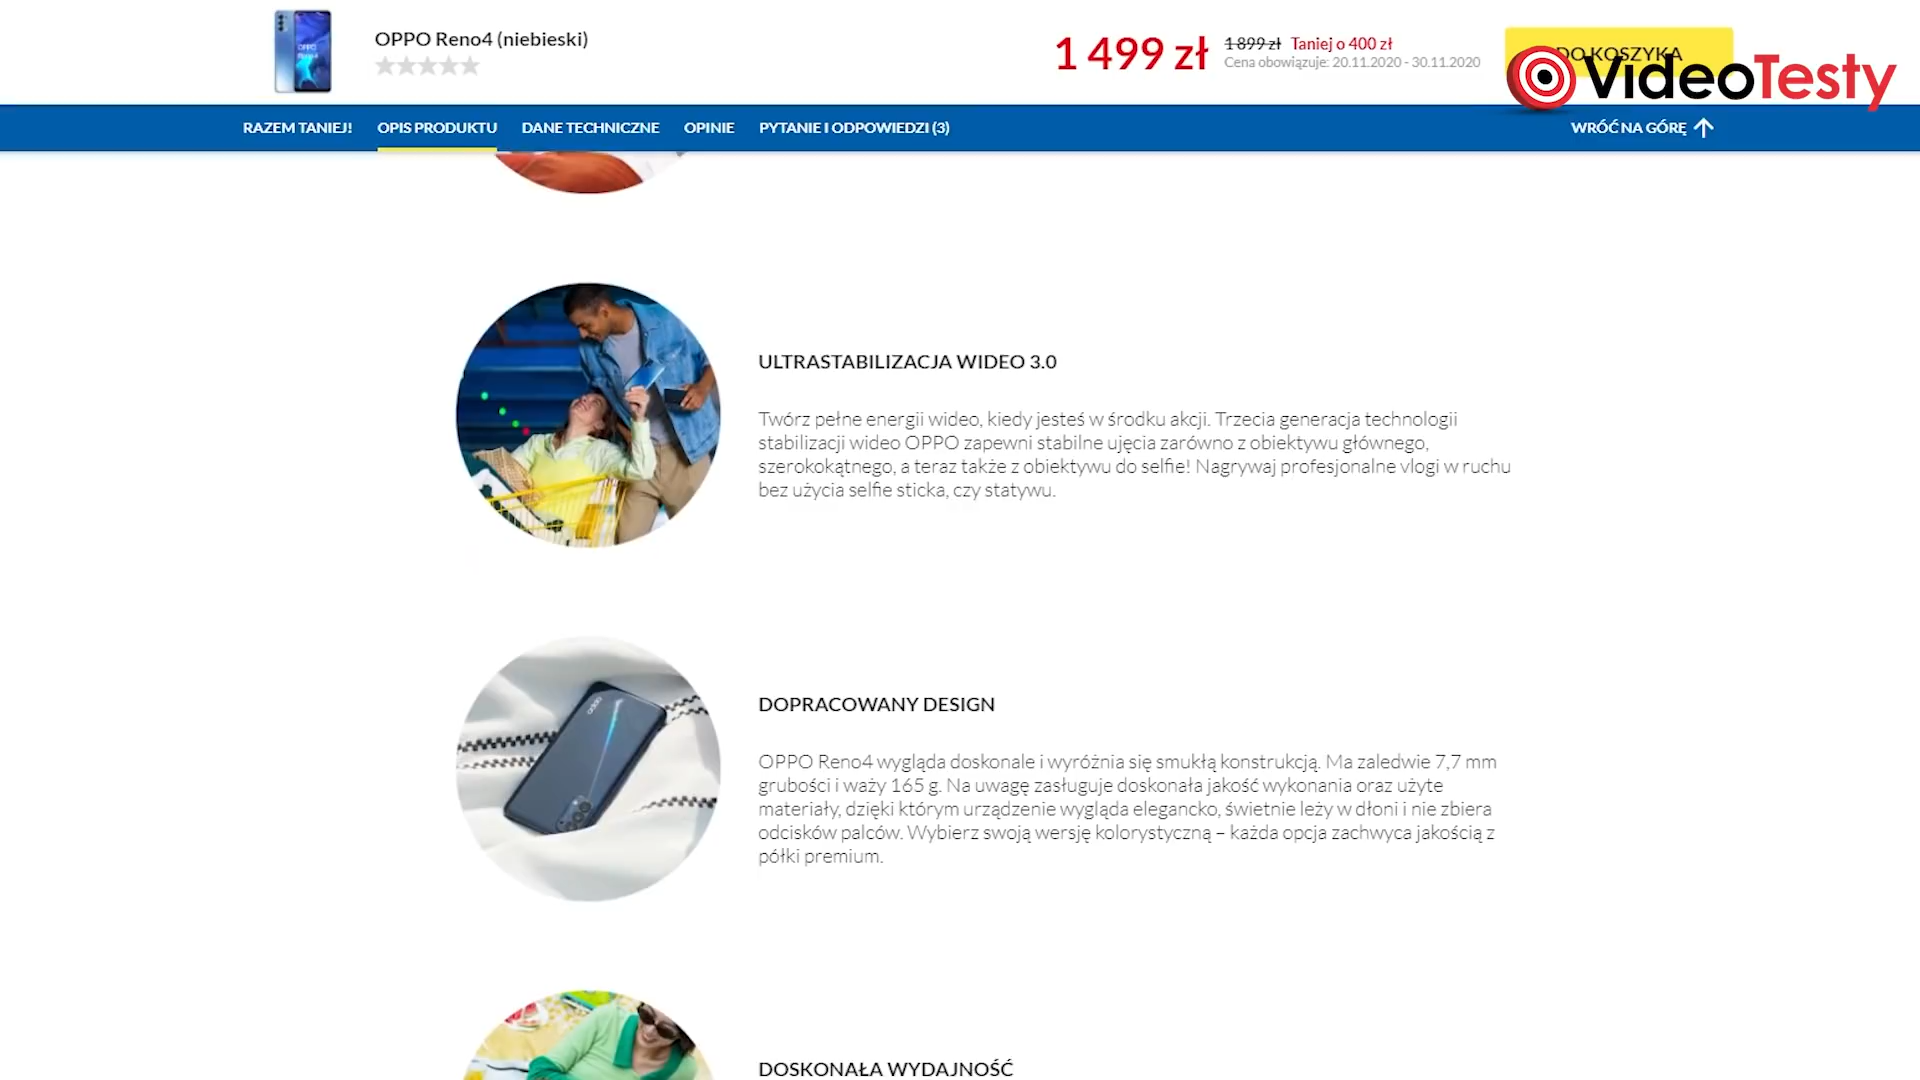 OPPO Reno4 (niebieski)
1 499 zł
1 899 zł Taniej o 400 zł
Cena obowiązuje: 20.11.2020 - 30.11.2020
DO KOSZYKA
VideoTesty
RAZEM TANIEJ!
OPIS PRODUKTU
DANE TECHNICZNE
OPINIE
PYTANIE I ODPOWIEDZI (3)
WRÓĆ NA GÓRĘ
ULTRASTABILIZACJA WIDEO 3.0
Twórz pełne energii wideo, kiedy jesteś w środku akcji. Trzecia generacja technologii
stabilizacji wideo OPPO zapewni stabilne ujęcia zarówno z obiektywu głównego,
szerokokątnego, a teraz także z obiektywu do selfie! Nagrywaj profesjonalne vlogi w ruchu
bez użycia selfie sticka, czy statywu.
oppo
DOPRACOWANY DESIGN
OPPO Reno4 wygląda doskonale i wyróżnia się smukłą konstrukcją. Ma zaledwie 7,7 mm
grubości i waży 165 g. Na uwagę zasługuje doskonała jakość wykonania oraz użyte
materiały, dzięki którym urządzenie wygląda elegancko, świetnie leży w dłoni i nie zbiera
odcisków palców. Wybierz swoją wersję kolorystyczną – każda opcja zachwyca jakością z
półki premium.
DOSKONAŁA WYDAJNOŚĆ